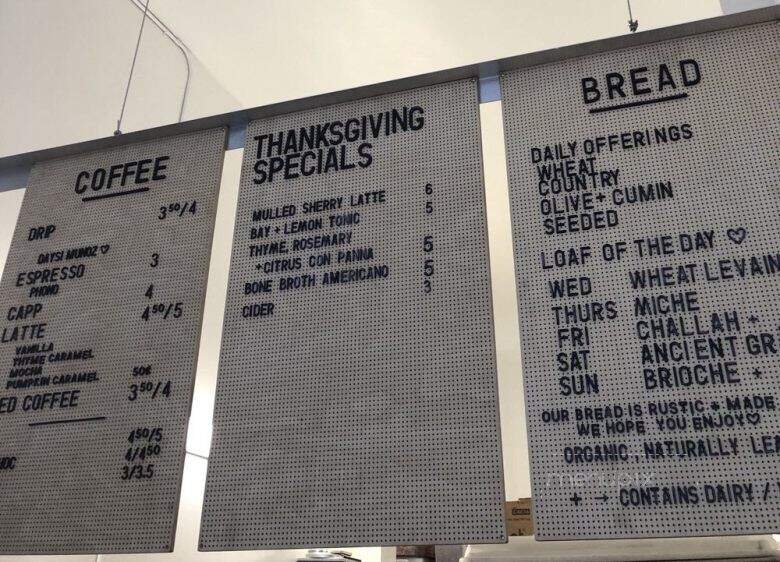 COFFEE
DRIP 3⁵⁰/4
DAYSI MUNOZ ♡
ESPRESSO 3
PHONO
CAPP 4
LATTE 4⁵⁰/5
VANILLA
THYME CARAMEL
MOCHA
PUMPKIN CARAMEL 50¢
ED COFFEE 3⁵⁰/4
4⁵⁰/5
4/4⁵⁰
3/3.5
THANKSGIVING
SPECIALS
MULLED SHERRY LATTE 6
BAY + LEMON TONIC 5
THYME, ROSEMARY
+CITRUS CON PANNA 5
BONE BROTH AMERICANO 5
CIDER 3
BREAD
DAILY OFFERINGS
WHEAT
COUNTRY
OLIVE + CUMIN
SEEDED
LOAF OF THE DAY ♡
WED WHEAT LEVAIN
THURS MICHE
FRI CHALLAH +
SAT ANCIENT GR
SUN BRIOCHE +
OUR BREAD IS RUSTIC + MADE
WE HOPE YOU ENJOY ♡
ORGANIC, NATURALLY LE
+ → CONTAINS DAIRY /
menupix